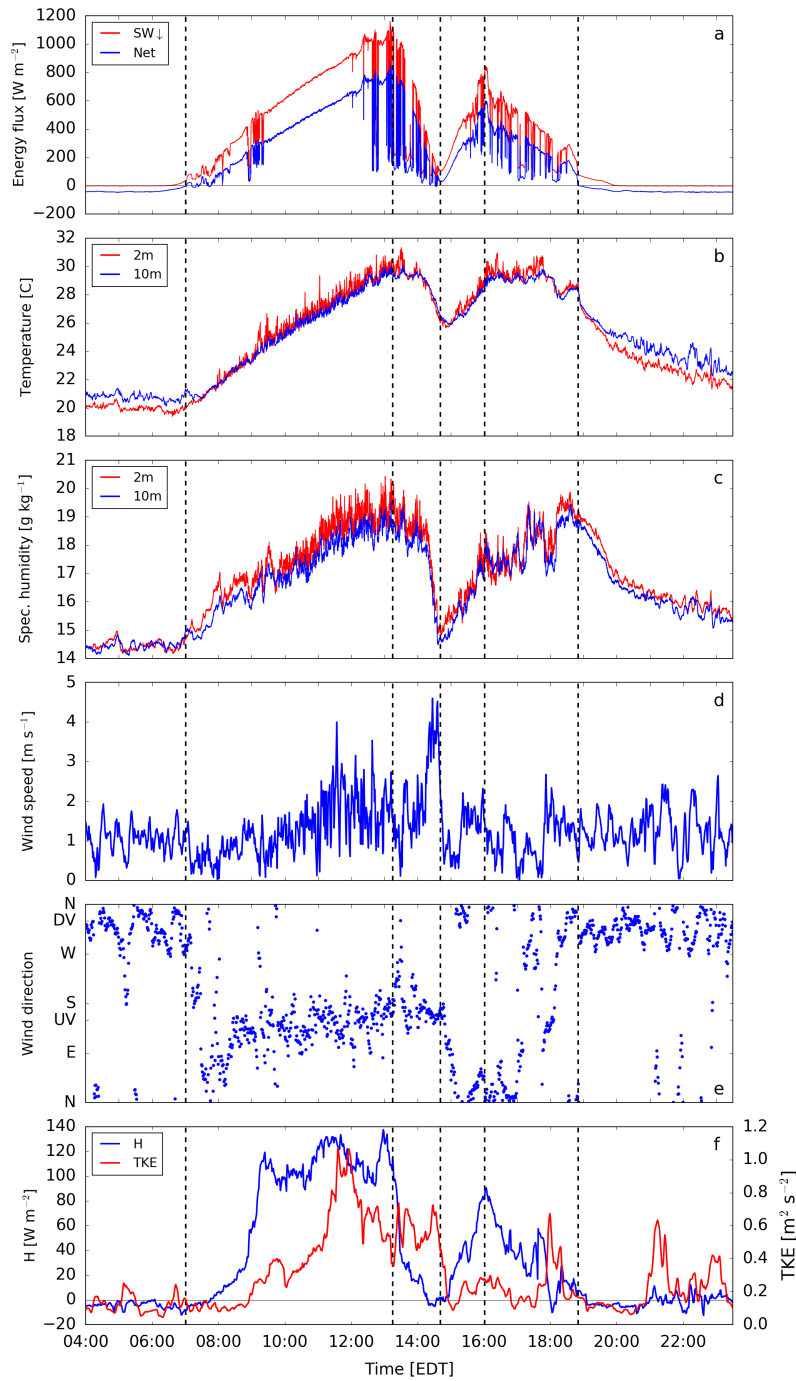 1200
1000
800
600
400
200
0
−200
Energy flux [W m⁻²]
SW↓
Net
a
32
30
28
26
24
22
20
18
Temperature [C]
2m
10m
b
21
20
19
18
17
16
15
14
Spec. humidity [g kg⁻¹]
2m
10m
c
5
4
3
2
1
0
Wind speed [m s⁻¹]
d
N
DV
W
S
UV
E
N
Wind direction
e
140
120
100
80
60
40
20
0
−20
H [W m⁻²]
H
TKE
f
1.2
1.0
0.8
0.6
0.4
0.2
0.0
TKE [m² s⁻²]
04:00 06:00 08:00 10:00 12:00 14:00 16:00 18:00 20:00 22:00
Time [EDT]